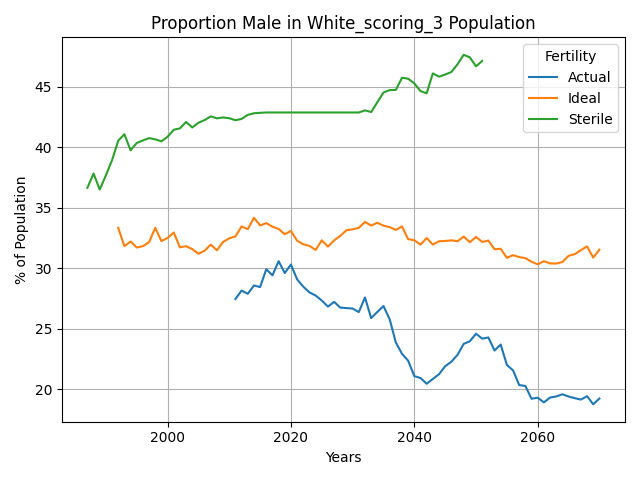 Proportion Male in White_scoring_3 Population
Fertility
Actual
Ideal
Sterile
% of Population
45
40
35
30
25
20
2000
2020
2040
2060
Years